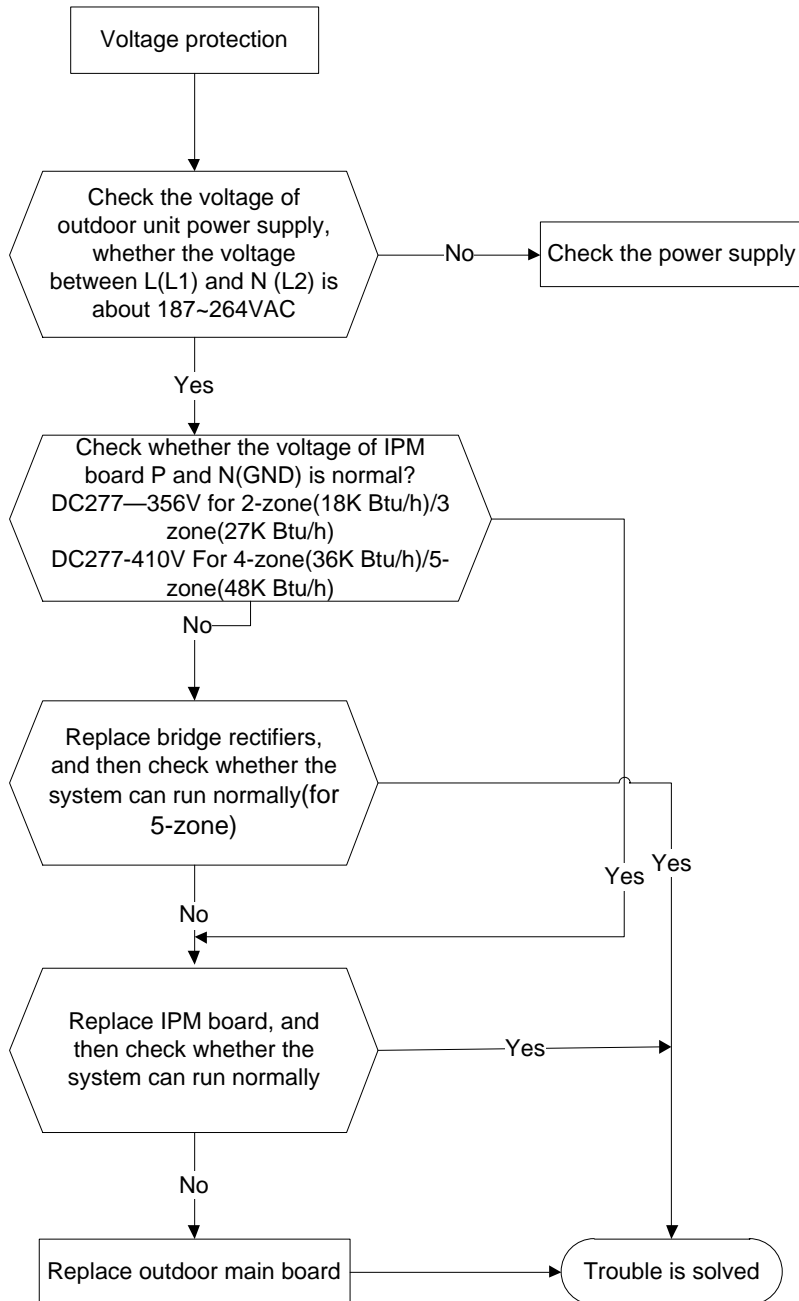 Voltage protection
Check the voltage of
outdoor unit power supply,
whether the voltage
between L(L1) and N (L2) is
about 187~264VAC
No
Check the power supply
Yes
Check whether the voltage of IPM
board P and N(GND) is normal?
DC277—356V for 2-zone(18K Btu/h)/3
zone(27K Btu/h)
DC277-410V For 4-zone(36K Btu/h)/5-
zone(48K Btu/h)
No
Replace bridge rectifiers,
and then check whether the
system can run normally(for
5-zone)
Yes
Yes
No
Replace IPM board, and
then check whether the
system can run normally
Yes
No
Replace outdoor main board
Trouble is solved